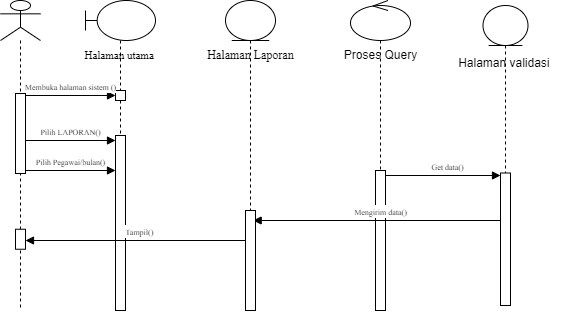 Halaman utama
Halaman Laporan
Proses Query
Halaman validasi
Membuka halaman sistem ()
Pilih LAPORAN()
Pilih Pegawai/bulan()
Get data()
Mengirim data()
Tampil()